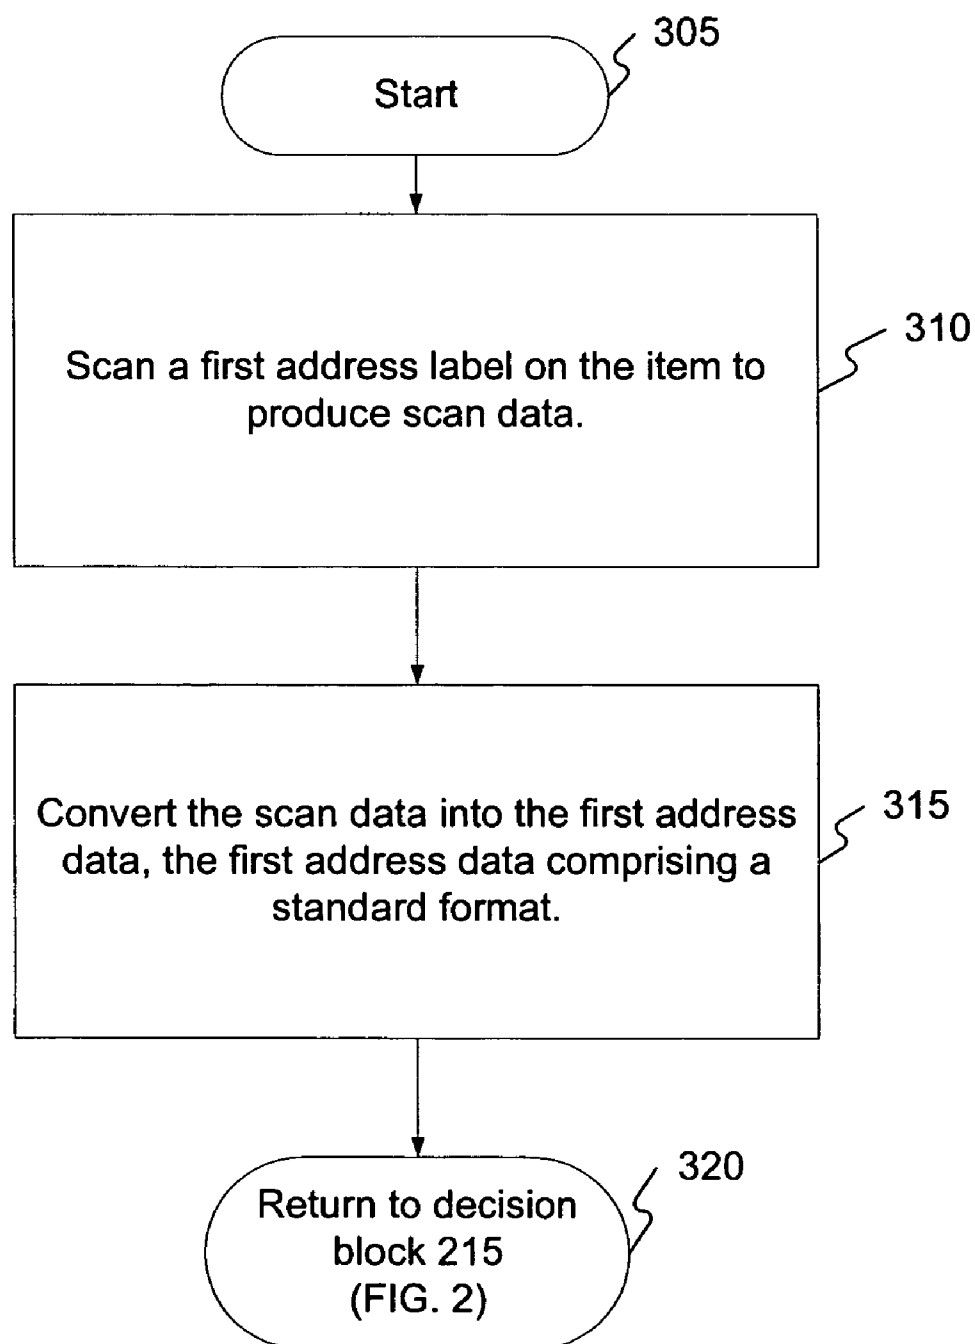 305
Start
310
Scan a first address label on the item to
produce scan data.
315
Convert the scan data into the first address
data, the first address data comprising a
standard format.
320
Return to decision
block 215
(FIG. 2)